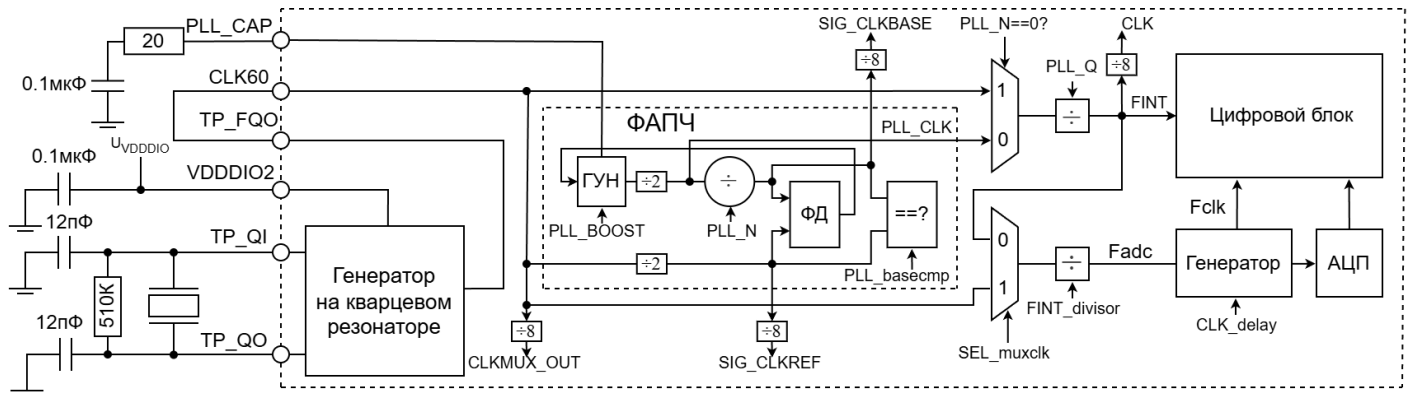 PLL_CAP
20
0.1мкФ
CLK60
TP_FQO
U_VDDDIO
0.1мкФ
VDDDIO2
12пФ
TP_QI
510К
12пФ
TP_QO
Генератор
на кварцевом
резонаторе
SIG_CLKBASE
÷8
ФАПЧ
PLL_CLK
ГУН
÷2
÷
ФД
==?
PLL_BOOST
PLL_N
PLL_basecmp
÷2
÷8
CLKMUX_OUT
÷8
SIG_CLKREF
PLL_N==0?
1
0
PLL_Q
÷
CLK
÷8
FINT
Цифровой блок
0
1
SEL_muxclk
÷
FINT_divisor
Fadc
Fclk
Генератор
CLK_delay
АЦП